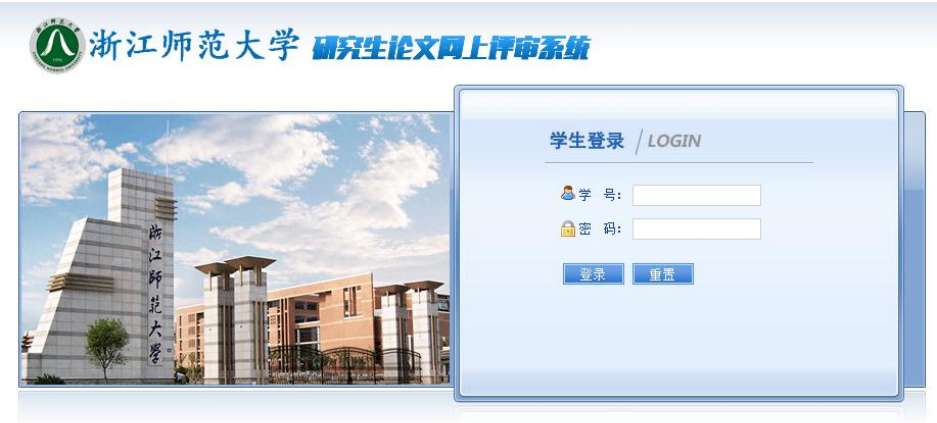 浙江师范大学 研究生论文网上评审系统
学生登录 / LOGIN
学 号:
密 码:
登录 重置
浙江师范大学